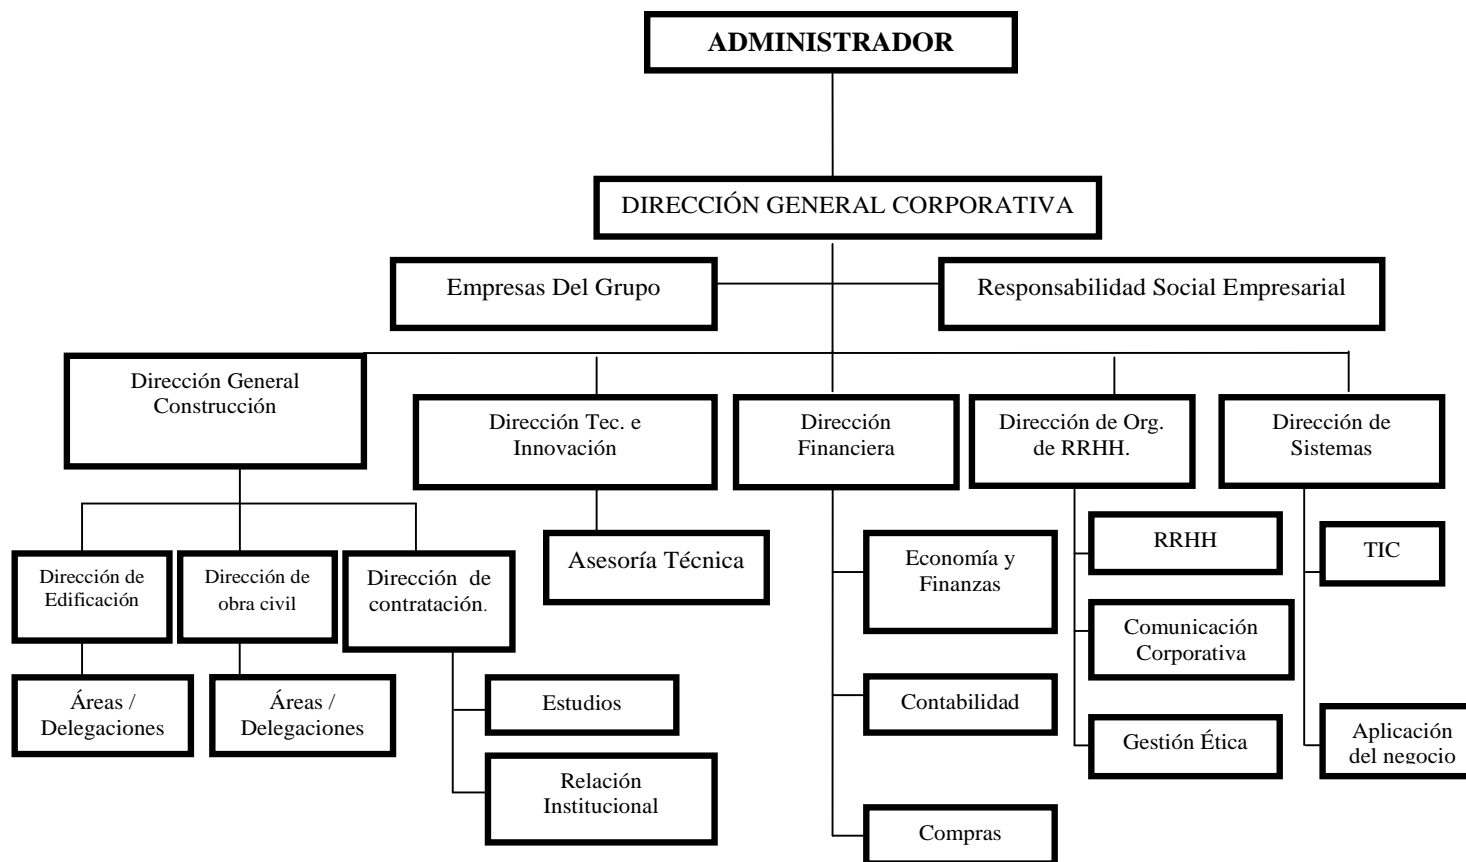 ADMINISTRADOR
DIRECCIÓN GENERAL CORPORATIVA
Empresas Del Grupo
Responsabilidad Social Empresarial
Dirección General
Construcción
Dirección Tec. e
Innovación
Dirección
Financiera
Dirección de Org.
de RRHH.
Dirección de
Sistemas
Dirección de
Edificación
Dirección de
obra civil
Dirección de
contratación.
Asesoría Técnica
Economía y
Finanzas
RRHH
TIC
Comunicación
Corporativa
Áreas /
Delegaciones
Áreas /
Delegaciones
Estudios
Contabilidad
Gestión Ética
Aplicación
del negocio
Relación
Institucional
Compras